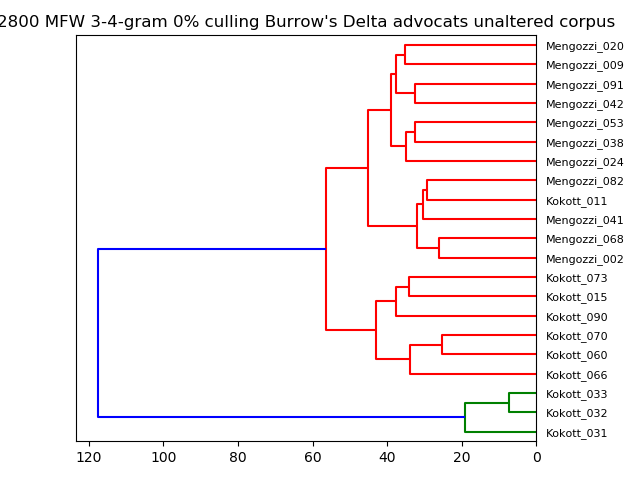 2800 MFW 3-4-gram 0% culling Burrow's Delta advocats unaltered corpus
Mengozzi_020
Mengozzi_009
Mengozzi_091
Mengozzi_042
Mengozzi_053
Mengozzi_038
Mengozzi_024
Mengozzi_082
Kokott_011
Mengozzi_041
Mengozzi_068
Mengozzi_002
Kokott_073
Kokott_015
Kokott_090
Kokott_070
Kokott_060
Kokott_066
Kokott_033
Kokott_032
Kokott_031
120 100 80 60 40 20 0